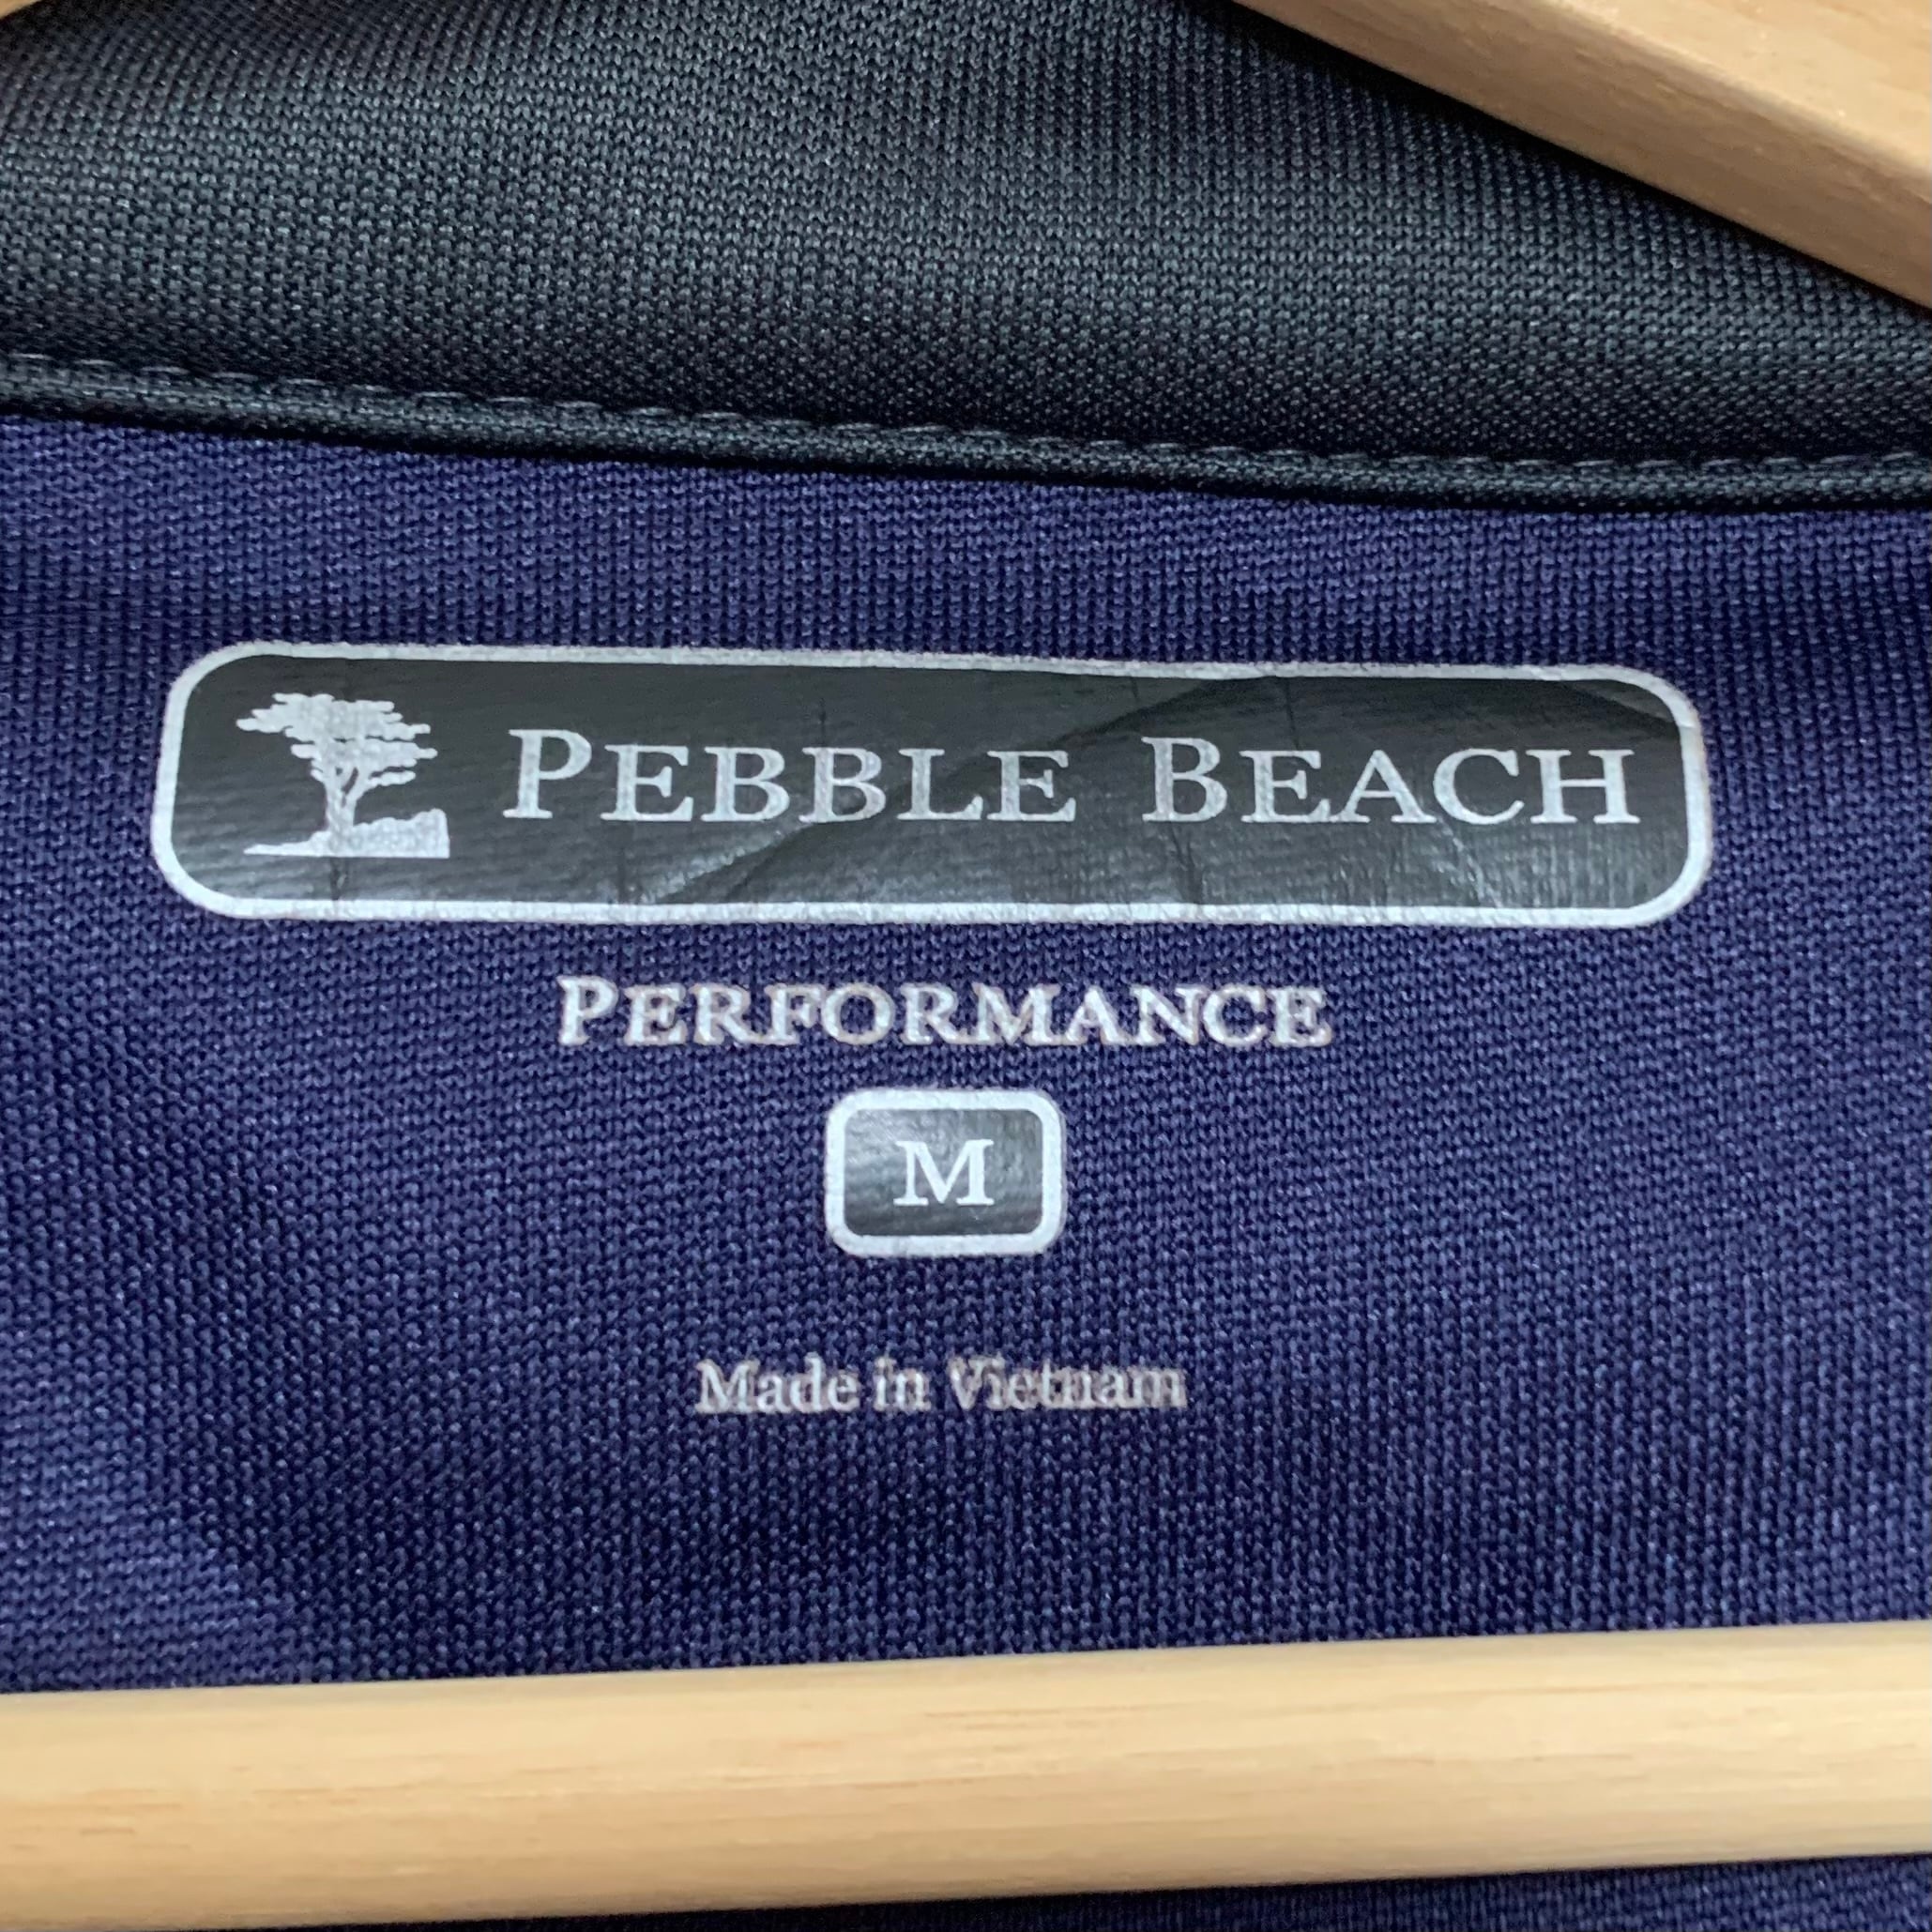 PEBBLE BEACH
PERFORMANCE
M
Made in Vietnam